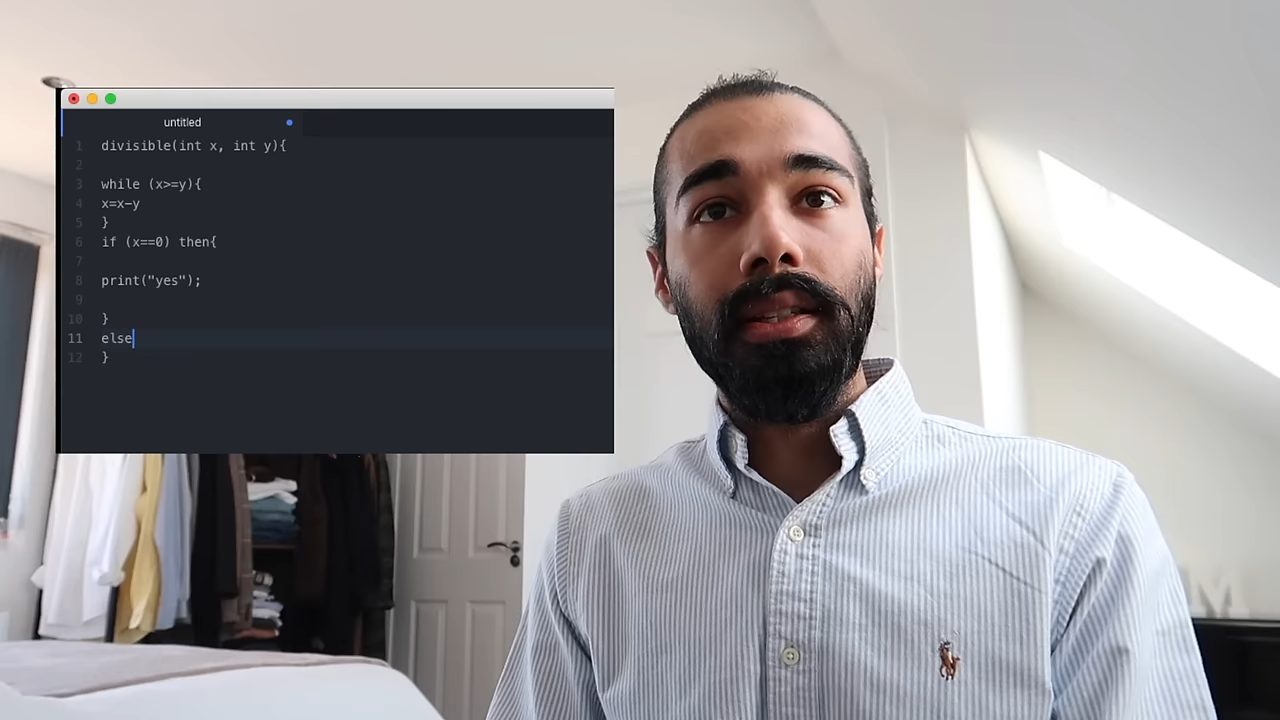 untitled
1 divisible(int x, int y){
2
3 while (x>=y){
4 x=x-y
5 }
6 if (x==0) then{
7
8 print("yes");
9
10 }
11 else
12 }